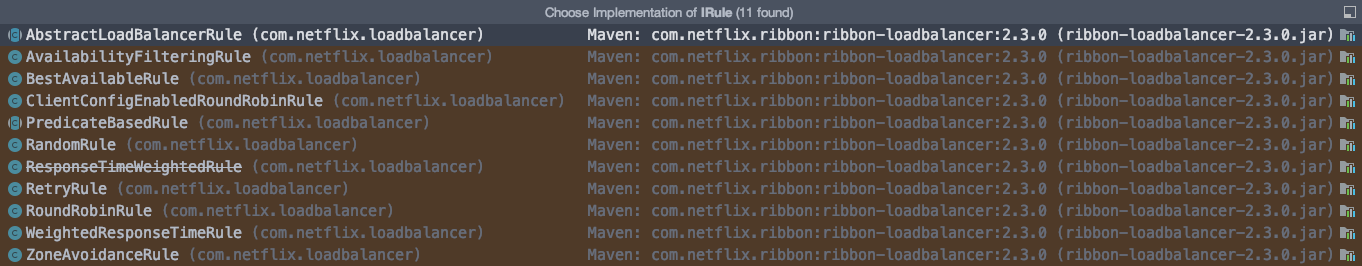 Choose Implementation of IRule (11 found)
AbstractLoadBalancerRule (com.netflix.loadbalancer) Maven: com.netflix.ribbon:ribbon-loadbalancer:2.3.0 (ribbon-loadbalancer-2.3.0.jar)
AvailabilityFilteringRule (com.netflix.loadbalancer) Maven: com.netflix.ribbon:ribbon-loadbalancer:2.3.0 (ribbon-loadbalancer-2.3.0.jar)
BestAvailableRule (com.netflix.loadbalancer) Maven: com.netflix.ribbon:ribbon-loadbalancer:2.3.0 (ribbon-loadbalancer-2.3.0.jar)
ClientConfigEnabledRoundRobinRule (com.netflix.loadbalancer) Maven: com.netflix.ribbon:ribbon-loadbalancer:2.3.0 (ribbon-loadbalancer-2.3.0.jar)
PredicateBasedRule (com.netflix.loadbalancer) Maven: com.netflix.ribbon:ribbon-loadbalancer:2.3.0 (ribbon-loadbalancer-2.3.0.jar)
RandomRule (com.netflix.loadbalancer) Maven: com.netflix.ribbon:ribbon-loadbalancer:2.3.0 (ribbon-loadbalancer-2.3.0.jar)
ResponseTimeWeightedRule (com.netflix.loadbalancer) Maven: com.netflix.ribbon:ribbon-loadbalancer:2.3.0 (ribbon-loadbalancer-2.3.0.jar)
RetryRule (com.netflix.loadbalancer) Maven: com.netflix.ribbon:ribbon-loadbalancer:2.3.0 (ribbon-loadbalancer-2.3.0.jar)
RoundRobinRule (com.netflix.loadbalancer) Maven: com.netflix.ribbon:ribbon-loadbalancer:2.3.0 (ribbon-loadbalancer-2.3.0.jar)
WeightedResponseTimeRule (com.netflix.loadbalancer) Maven: com.netflix.ribbon:ribbon-loadbalancer:2.3.0 (ribbon-loadbalancer-2.3.0.jar)
ZoneAvoidanceRule (com.netflix.loadbalancer) Maven: com.netflix.ribbon:ribbon-loadbalancer:2.3.0 (ribbon-loadbalancer-2.3.0.jar)